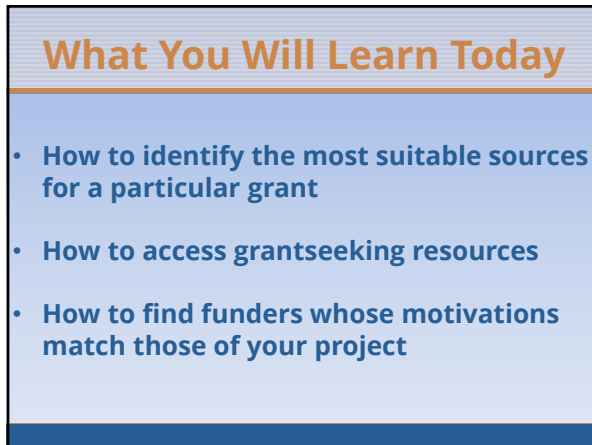 What You Will Learn Today
• How to identify the most suitable sources
for a particular grant
• How to access grantseeking resources
• How to find funders whose motivations
match those of your project